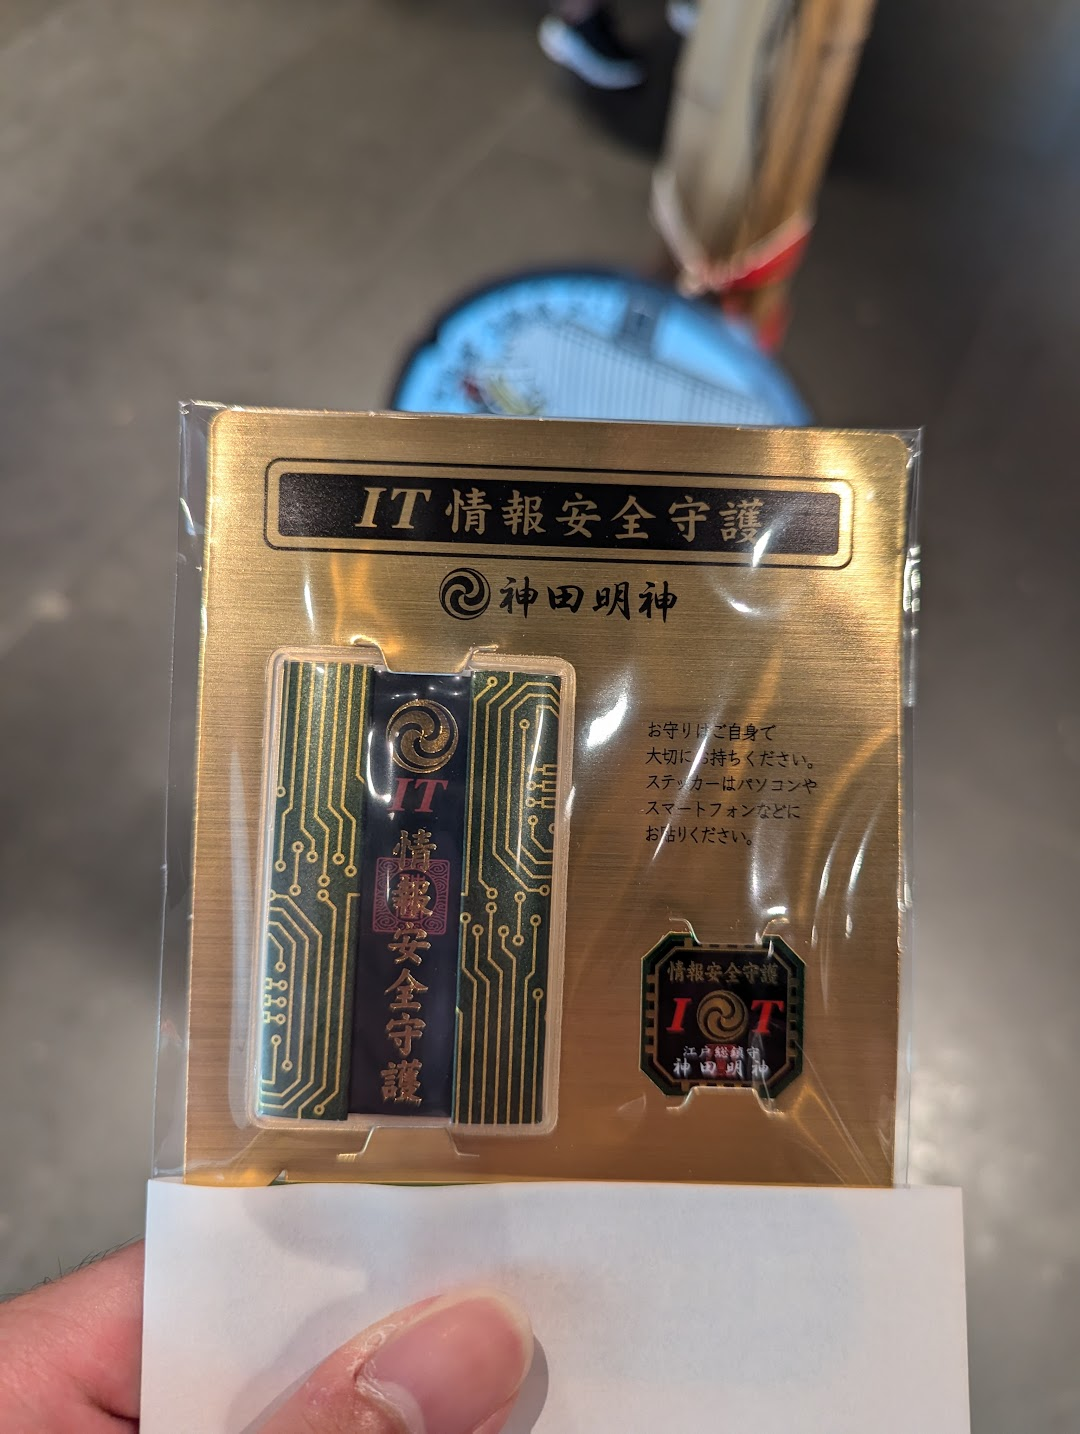 IT情報安全守護
神田明神
IT
情報安全守護
お守りはご自身で
大切にお持ちください。
ステッカーはパソコンや
スマートフォンなどに
お貼りください。
情報安全守護
IT
江戸総鎮守
神田明神